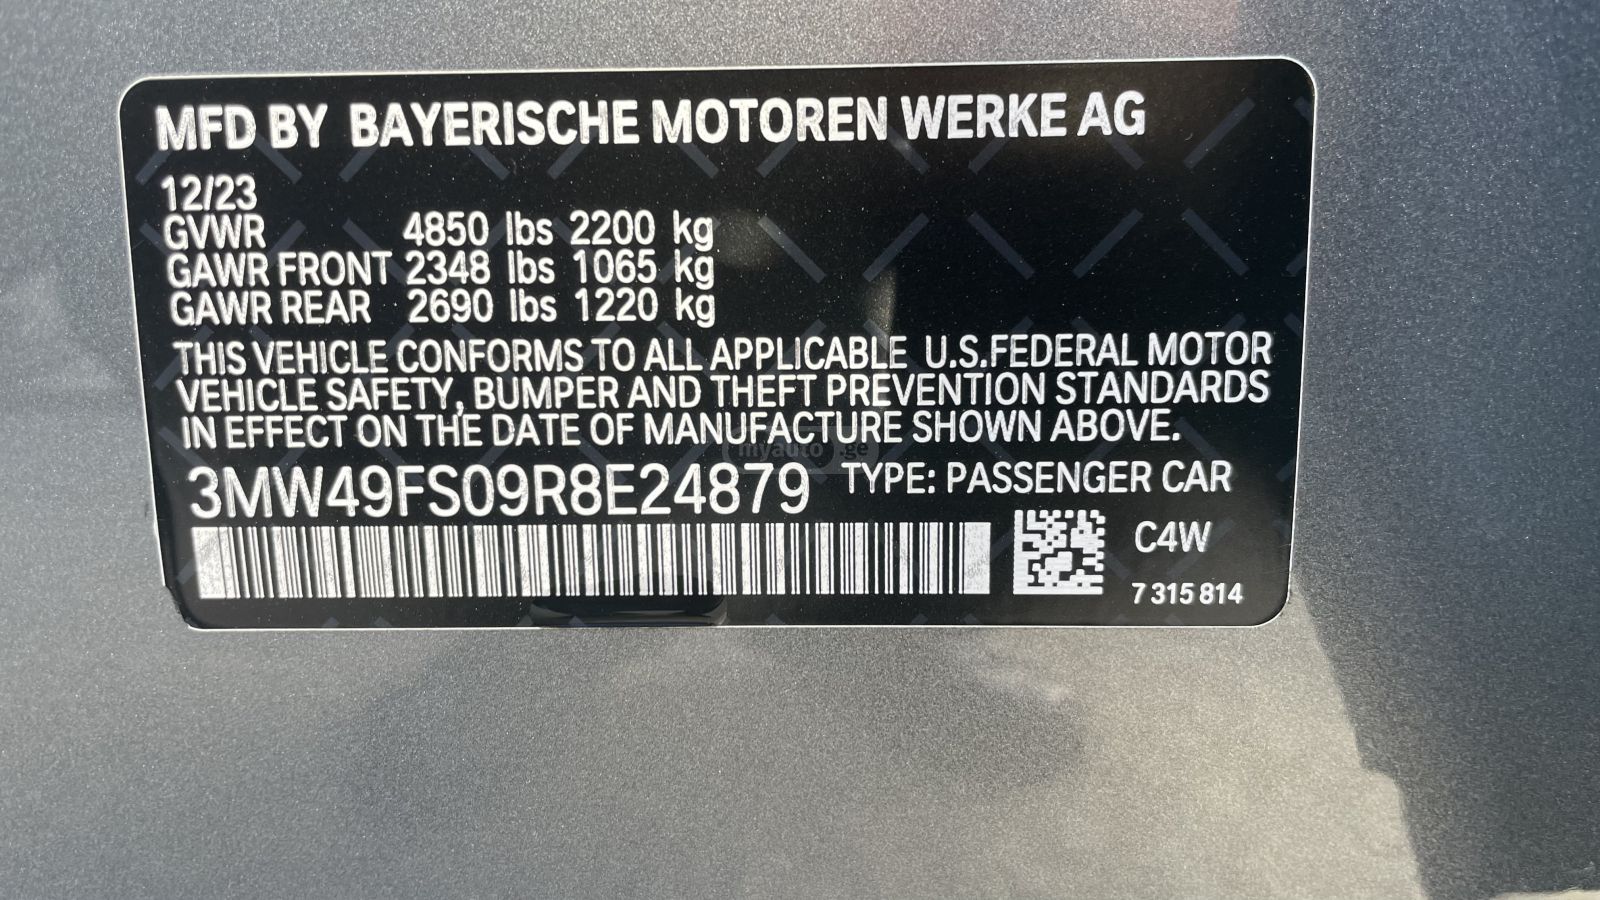 MFD BY BAYERISCHE MOTOREN WERKE AG
12/23
GVWR 4850 lbs 2200 kg
GAWR FRONT 2348 lbs 1065 kg
GAWR REAR 2690 lbs 1220 kg
THIS VEHICLE CONFORMS TO ALL APPLICABLE U.S.FEDERAL MOTOR
VEHICLE SAFETY, BUMPER AND THEFT PREVENTION STANDARDS
IN EFFECT ON THE DATE OF MANUFACTURE SHOWN ABOVE.
myauto.ge
3MW49FS09R8E24879 TYPE: PASSENGER CAR
C4W
7 315 814